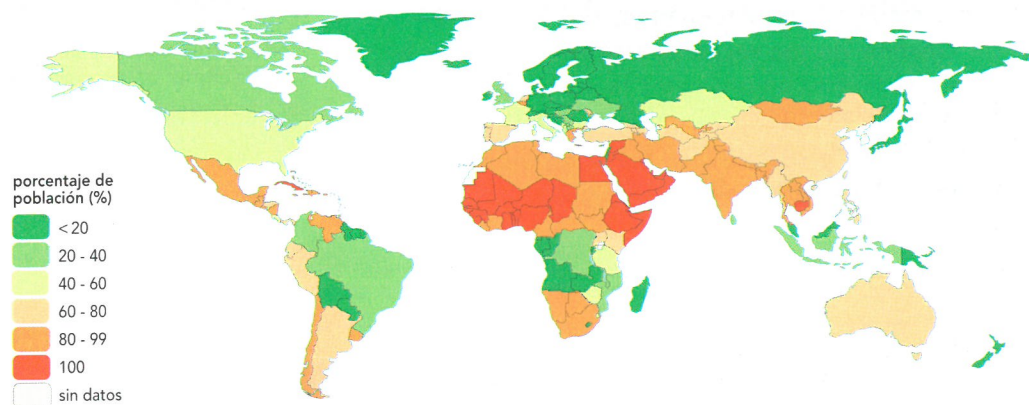 porcentaje de
población (%)
< 20
20 - 40
40 - 60
60 - 80
80 - 99
100
sin datos